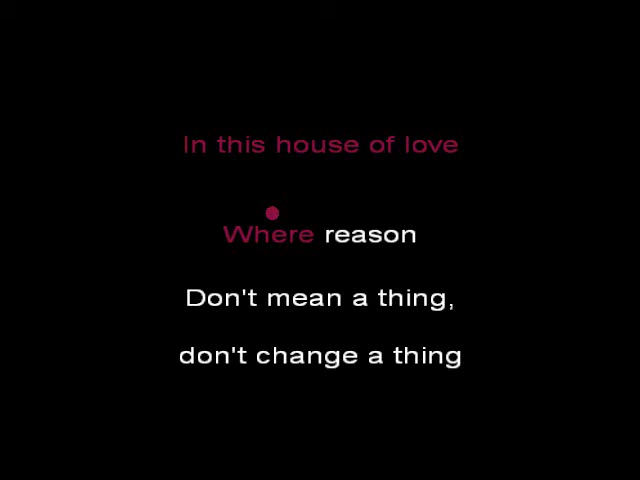 In this house of love
Where reason
Don't mean a thing,
don't change a thing